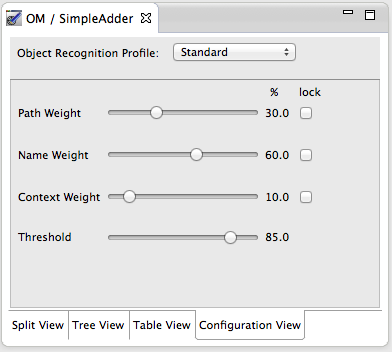 OM / SimpleAdder
Object Recognition Profile: Standard
% lock
Path Weight 30.0
Name Weight 60.0
Context Weight 10.0
Threshold 85.0
Split View Tree View Table View Configuration View